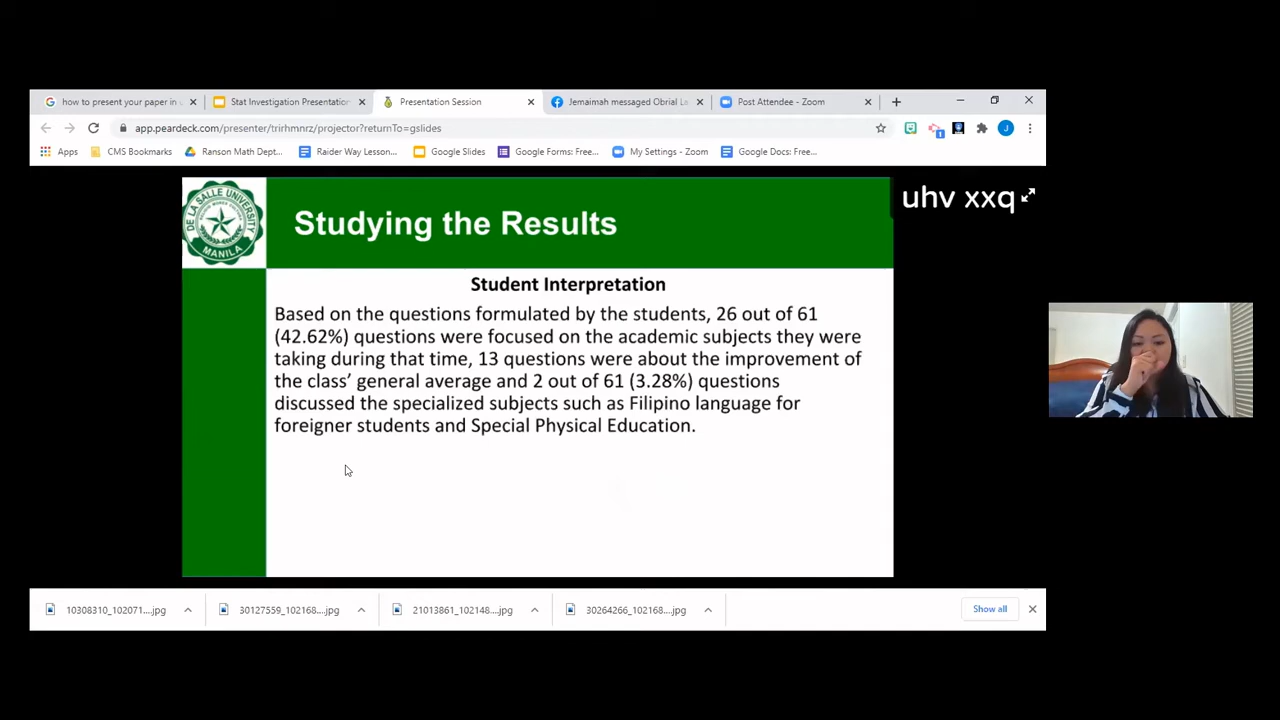 how to present your paper in
Stat Investigation Presentation
Presentation Session
Jemaimah messaged Obrial La
Post Attendee - Zoom
app.peardeck.com/presenter/trirhmnrz/projector?returnTo=gslides
J
Apps
CMS Bookmarks
Ranson Math Dept...
Raider Way Lesson...
Google Slides
Google Forms: Free...
My Settings - Zoom
Google Docs: Free...
DE LA SALLE UNIVERSITY
MANILA
Studying the Results
uhv xxq
Student Interpretation
Based on the questions formulated by the students, 26 out of 61
(42.62%) questions were focused on the academic subjects they were
taking during that time, 13 questions were about the improvement of
the class’ general average and 2 out of 61 (3.28%) questions
discussed the specialized subjects such as Filipino language for
foreigner students and Special Physical Education.
10308310_102071....jpg
30127559_102168....jpg
21013861_102148....jpg
30264266_102168....jpg
Show all